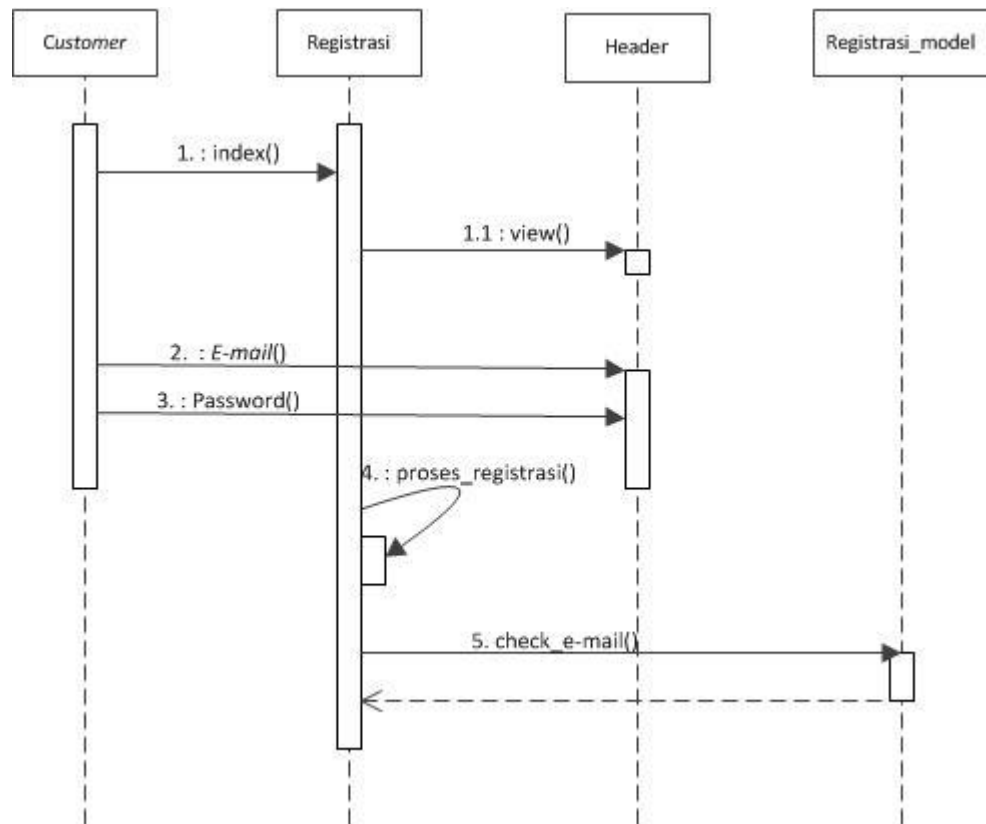 Customer
Registrasi
Header
Registrasi_model
1. : index()
1.1 : view()
2. : E-mail()
3. : Password()
4. : proses_registrasi()
5. check_e-mail()